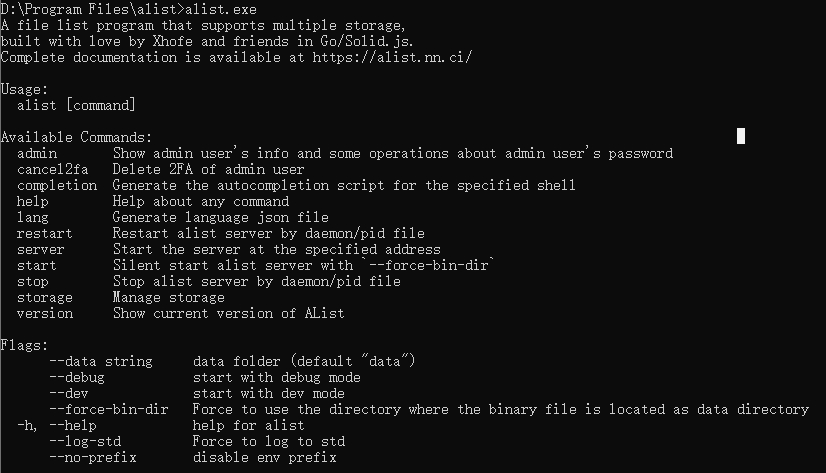 D:\Program Files\alist>alist.exe
A file list program that supports multiple storage,
built with love by Xhofe and friends in Go/Solid.js.
Complete documentation is available at https://alist.nn.ci/

Usage:
  alist [command]

Available Commands:
  admin       Show admin user's info and some operations about admin user's password
  cancel2fa   Delete 2FA of admin user
  completion  Generate the autocompletion script for the specified shell
  help        Help about any command
  lang        Generate language json file
  restart     Restart alist server by daemon/pid file
  server      Start the server at the specified address
  start       Silent start alist server with `--force-bin-dir`
  stop        Stop alist server by daemon/pid file
  storage     Manage storage
  version     Show current version of AList

Flags:
      --data string     data folder (default "data")
      --debug           start with debug mode
      --dev             start with dev mode
      --force-bin-dir   Force to use the directory where the binary file is located as data directory
  -h, --help            help for alist
      --log-std         Force to log to std
      --no-prefix       disable env prefix